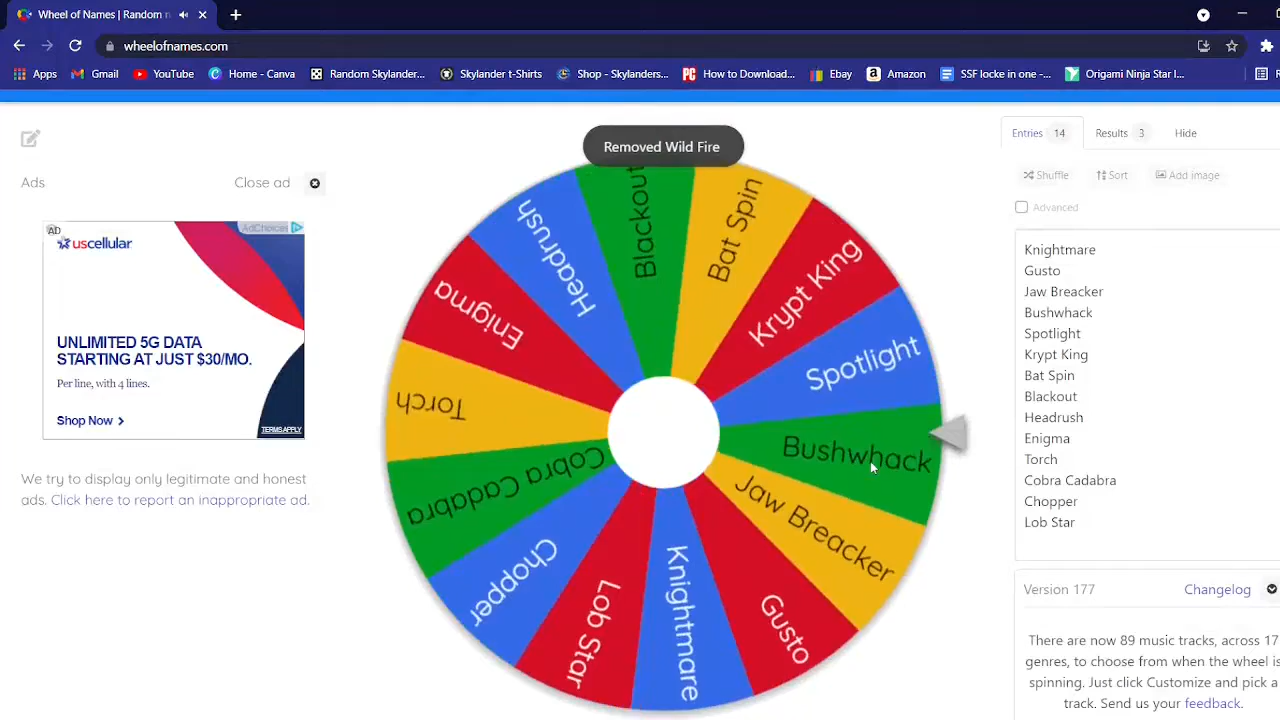 Wheel of Names | Random n
wheelofnames.com
Apps
Gmail
YouTube
Home - Canva
Random Skylander...
Skylander t-Shirts
Shop - Skylanders...
How to Download...
Ebay
Amazon
SSF locke in one -...
Origami Ninja Star I...
Removed Wild Fire
Ads
Close ad
AD
AdChoices
uscellular
UNLIMITED 5G DATA
STARTING AT JUST $30/MO.
Per line, with 4 lines.
Shop Now >
TERMS APPLY
We try to display only legitimate and honest
ads. Click here to report an inappropriate ad.
Blackout
Bat Spin
Krypt King
Spotlight
Bushwhack
Jaw Breacker
Gusto
Knightmare
Lob Star
Chopper
Cobra Cadabra
Torch
Enigma
Headrush
Entries 14
Results 3
Hide
Shuffle
Sort
Add image
Advanced
Knightmare
Gusto
Jaw Breacker
Bushwhack
Spotlight
Krypt King
Bat Spin
Blackout
Headrush
Enigma
Torch
Cobra Cadabra
Chopper
Lob Star
Version 177
Changelog
There are now 89 music tracks, across 17
genres, to choose from when the wheel is
spinning. Just click Customize and pick a
track. Send us your feedback.